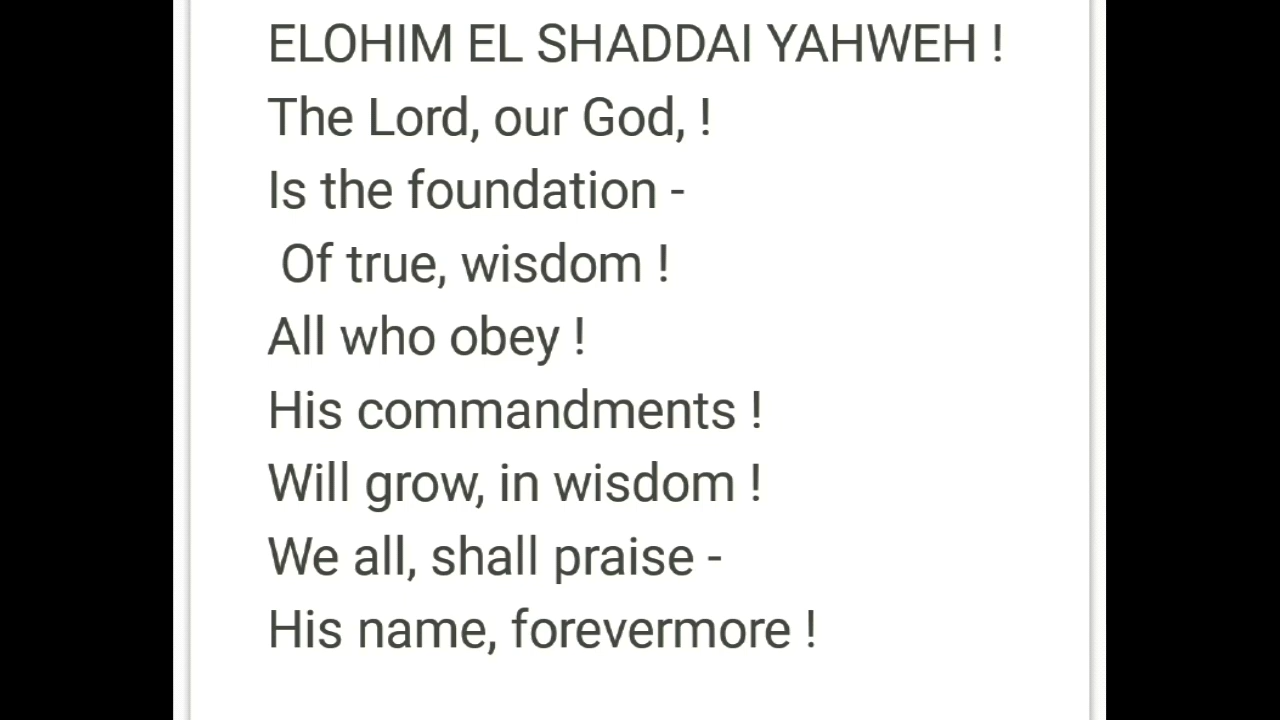 ELOHIM EL SHADDAI YAHWEH !
The Lord, our God, !
Is the foundation -
Of true, wisdom !
All who obey !
His commandments !
Will grow, in wisdom !
We all, shall praise -
His name, forevermore !